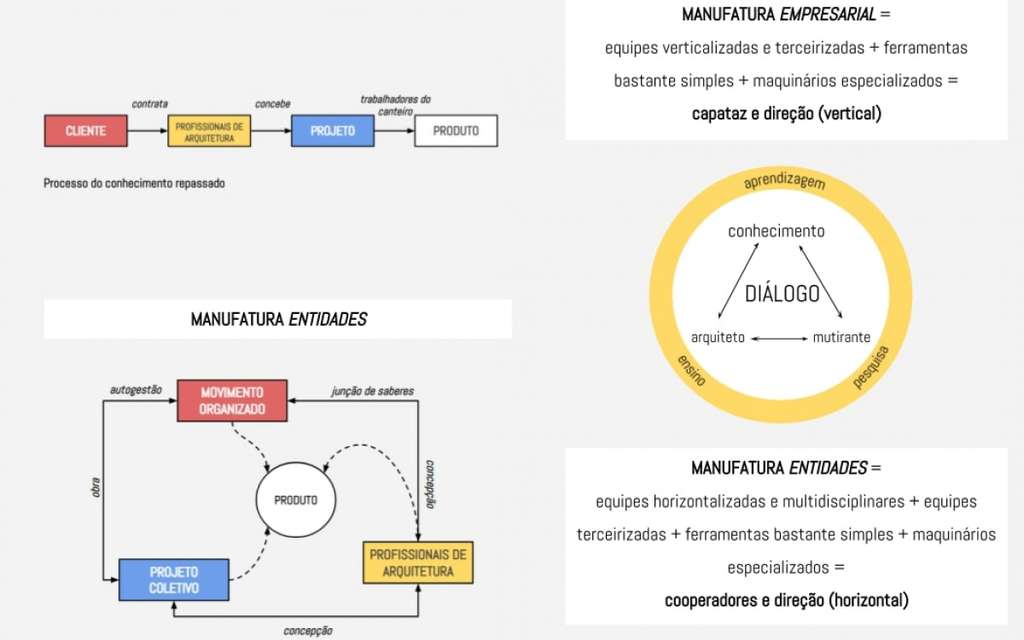 contrata
concebe
trabalhadores do
canteiro
CLIENTE
PROFISSIONAIS DE
ARQUITETURA
PROJETO
PRODUTO
Processo do conhecimento repassado
MANUFATURA ENTIDADES
autogestão
MOVIMENTO
ORGANIZADO
junção de saberes
obra
PRODUTO
concepção
PROJETO
COLETIVO
PROFISSIONAIS DE
ARQUITETURA
concepção
MANUFATURA EMPRESARIAL =
equipes verticalizadas e terceirizadas + ferramentas
bastante simples + maquinários especializados =
capataz e direção (vertical)
aprendizagem
conhecimento
DIÁLOGO
arquiteto
mutirante
ensino
pesquisa
MANUFATURA ENTIDADES =
equipes horizontalizadas e multidisciplinares + equipes
terceirizadas + ferramentas bastante simples + maquinários
especializados =
cooperadores e direção (horizontal)